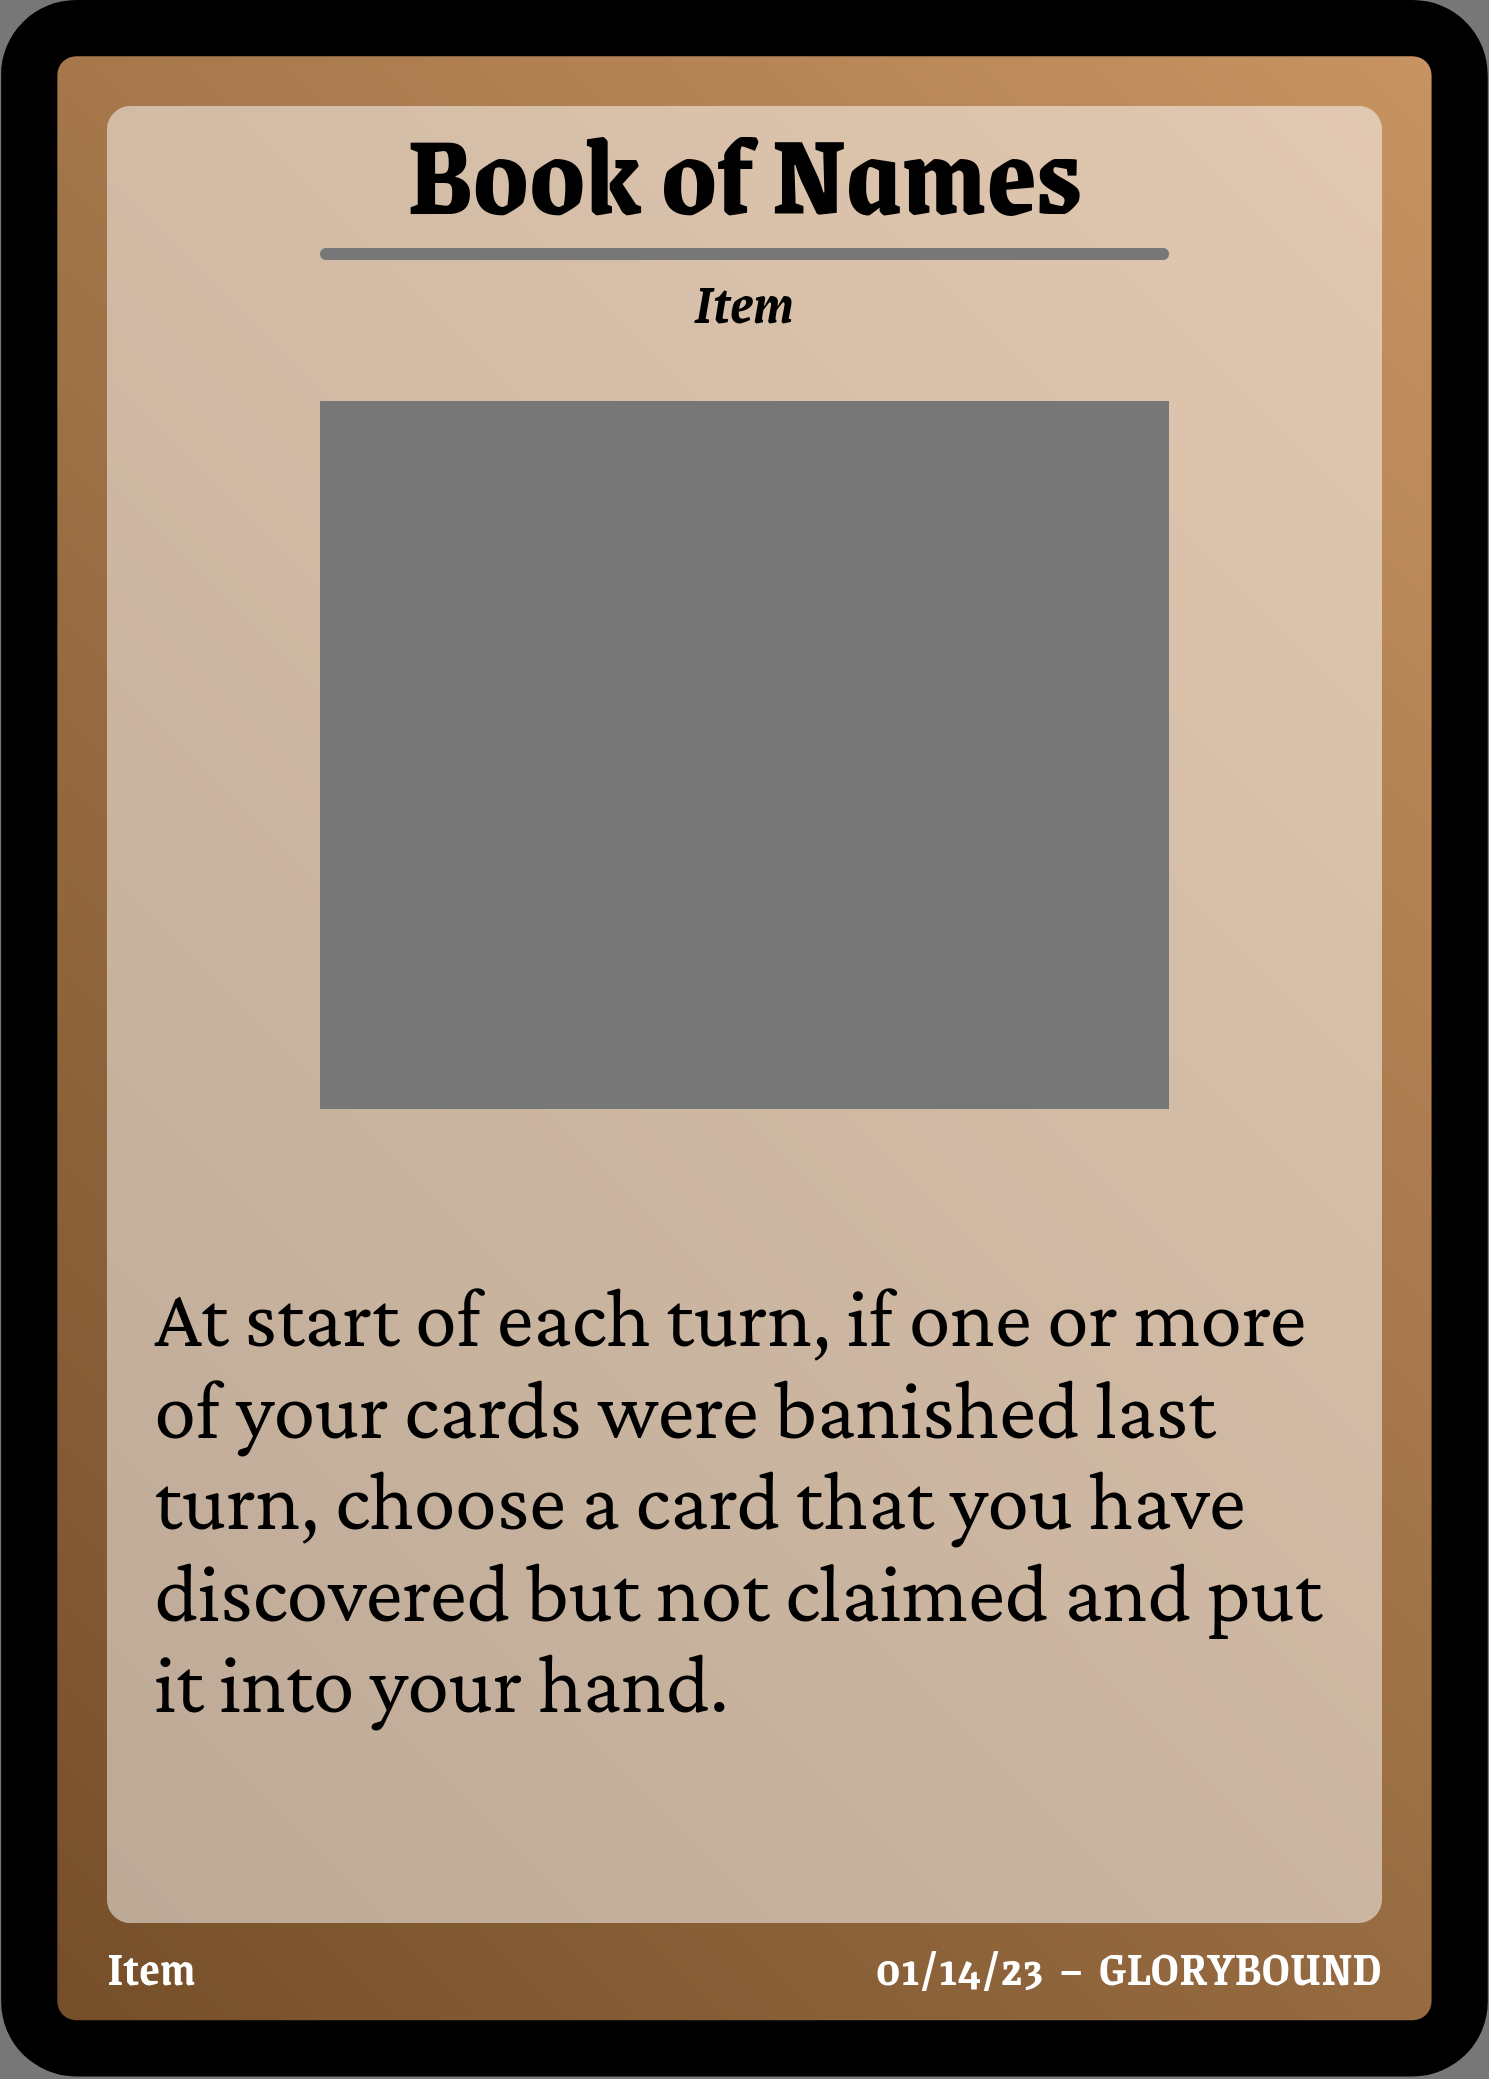 Book of Names
Item
At start of each turn, if one or more
of your cards were banished last
turn, choose a card that you have
discovered but not claimed and put
it into your hand.
Item
01/14/23 – GLORYBOUND